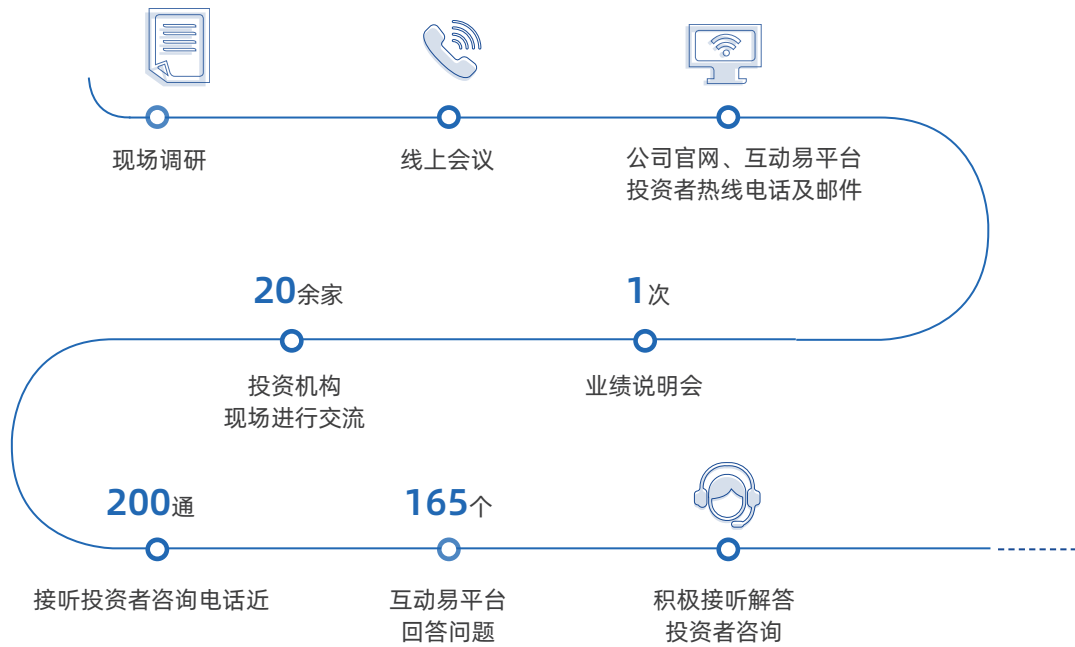 现场调研
线上会议
公司官网、互动易平台
投资者热线电话及邮件
20余家
投资机构
现场进行交流
1次
业绩说明会
200通
接听投资者咨询电话近
165个
互动易平台
回答问题
积极接听解答
投资者咨询